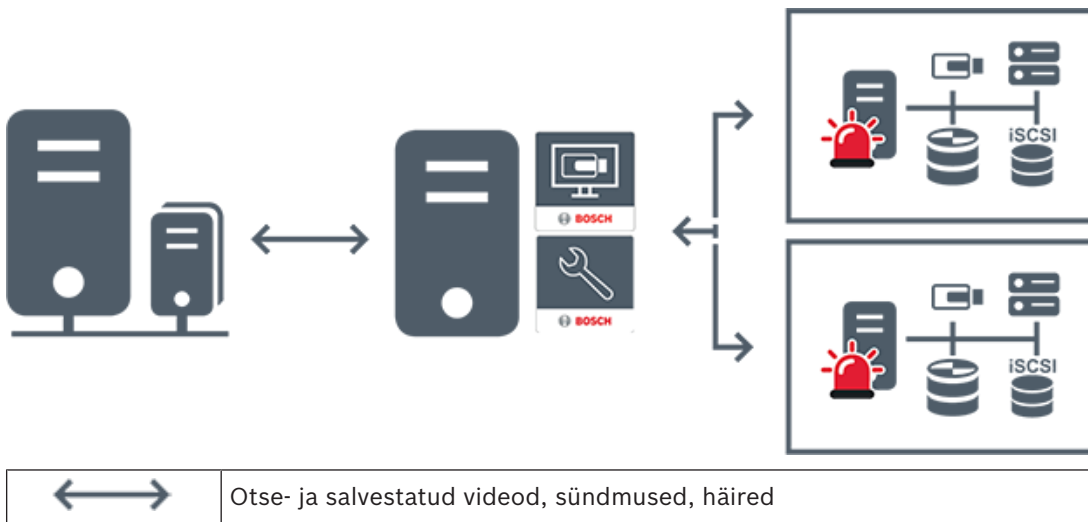 iSCSI
BOSCH
BOSCH
iSCSI
Otse- ja salvestatud videod, sündmused, häired